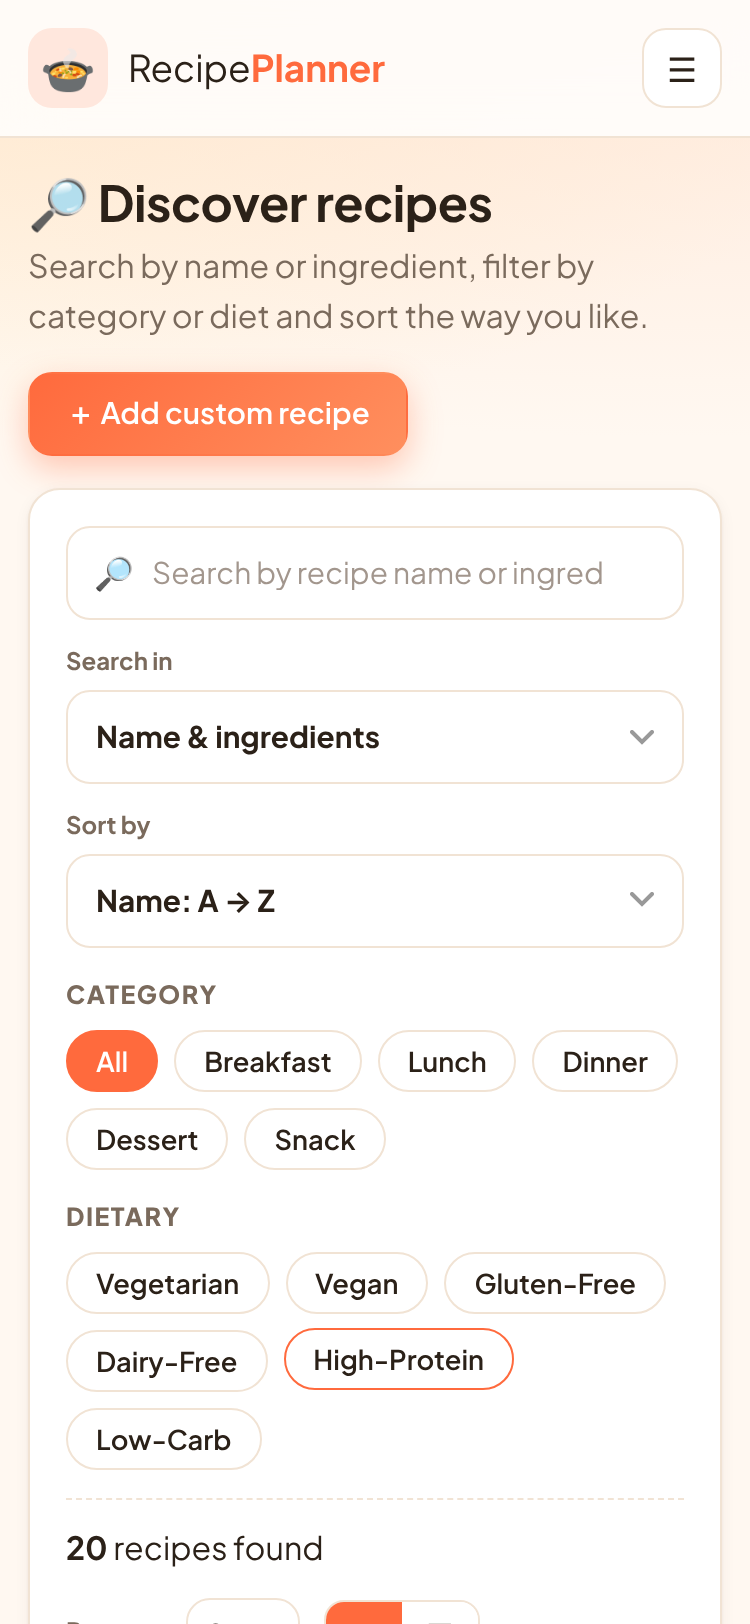 RecipePlanner
☰
🔎 Discover recipes
Search by name or ingredient, filter by
category or diet and sort the way you like.
+ Add custom recipe
Search by recipe name or ingred
Search in
Name & ingredients
Sort by
Name: A → Z
CATEGORY
All Breakfast Lunch Dinner
Dessert Snack
DIETARY
Vegetarian Vegan Gluten-Free
Dairy-Free High-Protein
Low-Carb
20 recipes found